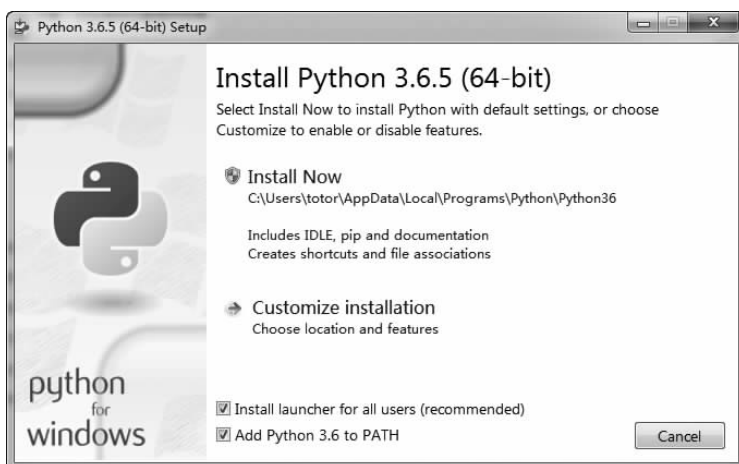 Python 3.6.5 (64-bit) Setup
Install Python 3.6.5 (64-bit)
Select Install Now to install Python with default settings, or choose
Customize to enable or disable features.
Install Now
C:\Users\totor\AppData\Local\Programs\Python\Python36
Includes IDLE, pip and documentation
Creates shortcuts and file associations
Customize installation
Choose location and features
python
for
windows
Install launcher for all users (recommended)
Add Python 3.6 to PATH
Cancel